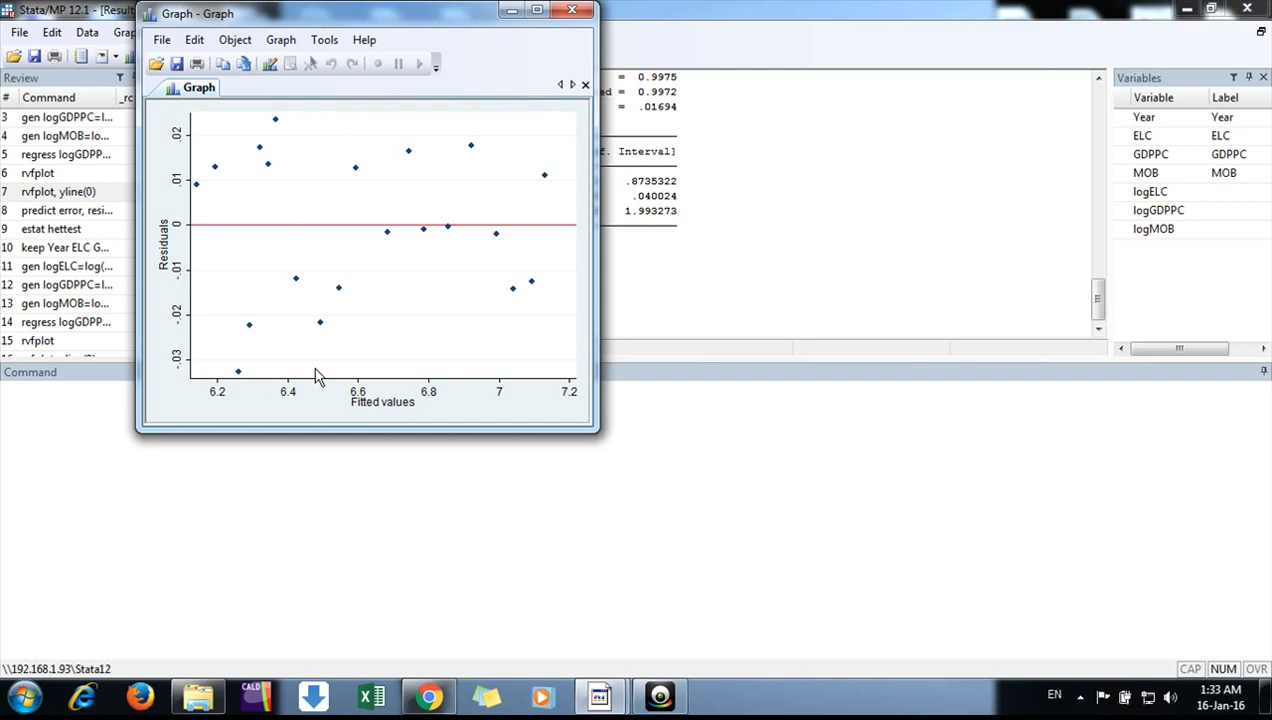 Stata/MP 12.1 - [Resul
File Edit Data Gra
Graph - Graph
File Edit Object Graph Tools Help
Graph
Review
# Command _rc
3 gen logGDPPC=l...
4 gen logMOB=lo...
5 regress logGDPP...
6 rvfplot
7 rvfplot, yline(0)
8 predict error, resi...
9 estat hettest
10 keep Year ELC G...
11 gen logELC=log(...
12 gen logGDPPC=l...
13 gen logMOB=lo...
14 regress logGDPP...
15 rvfplot
Residuals
.02
.01
0
-.01
-.02
-.03
6.2 6.4 6.6 6.8 7 7.2
Fitted values
= 0.9975
ed = 0.9972
= .01694
f. Interval]
.8735322
.040024
1.993273
Variables
Variable Label
Year Year
ELC ELC
GDPPC GDPPC
MOB MOB
logELC
logGDPPC
logMOB
Command
\\192.168.1.93\Stata12
CAP NUM OVR
CALD
EN
1:33 AM
16-Jan-16